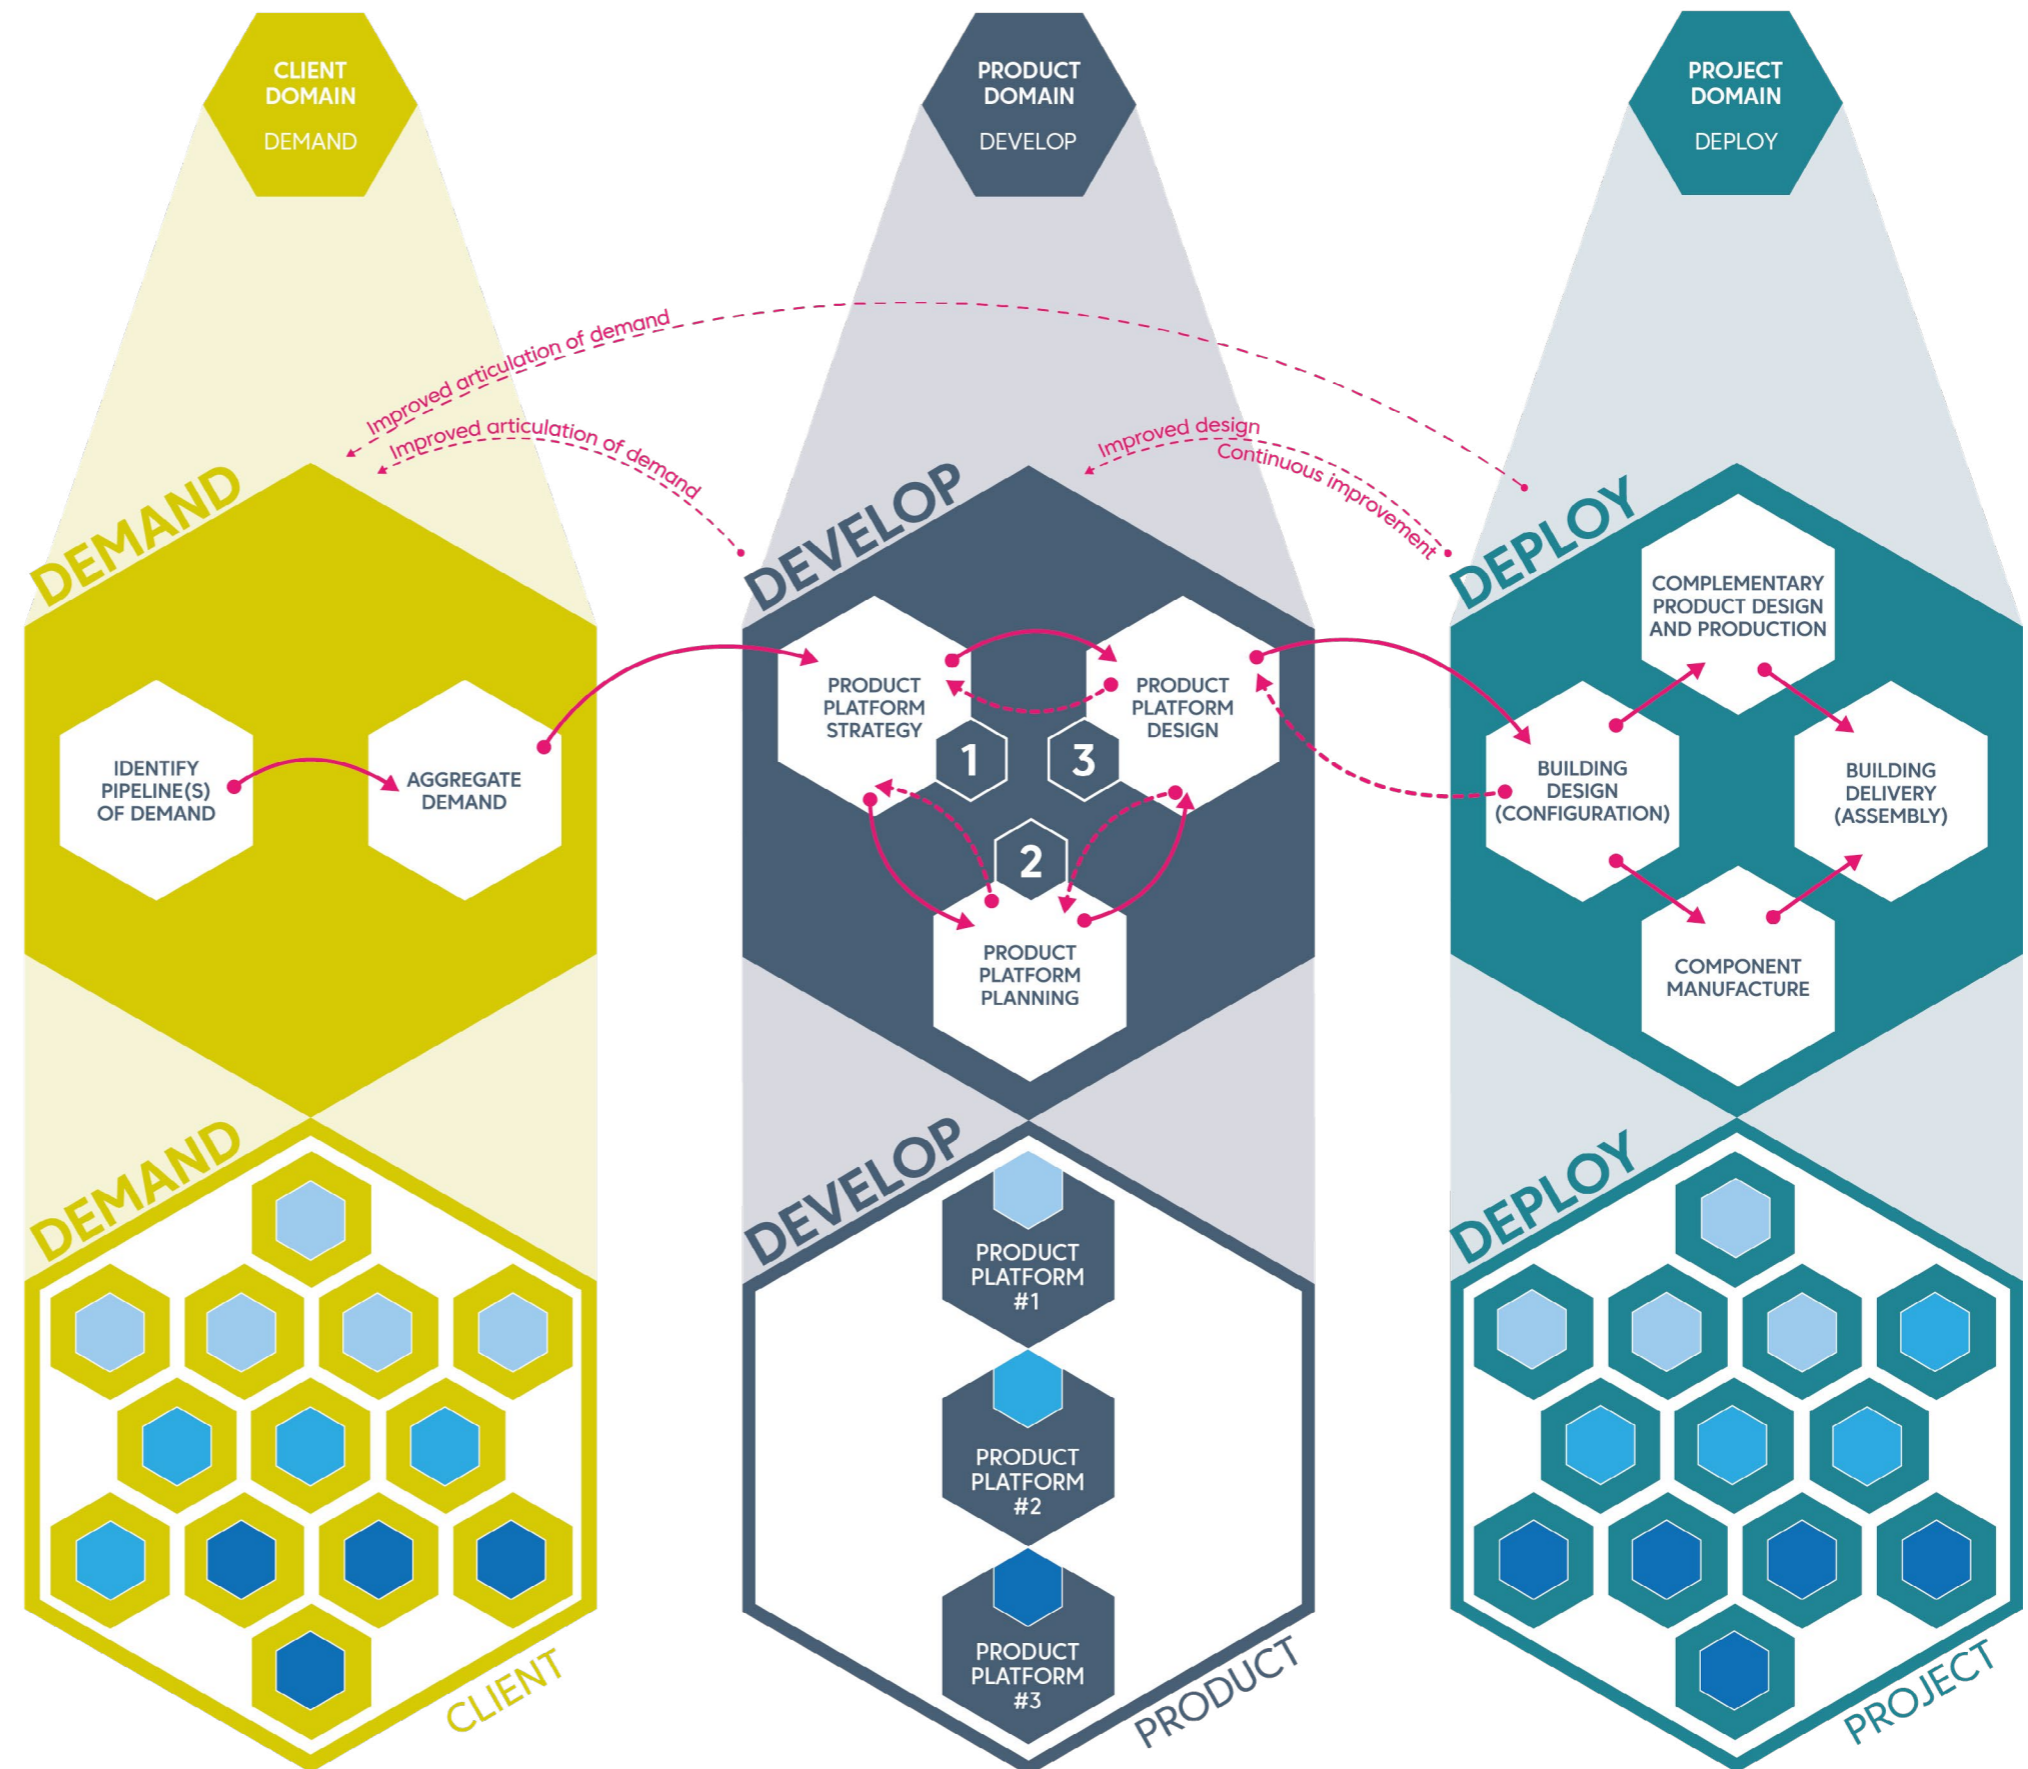 CLIENT
DOMAIN
DEMAND
PRODUCT
DOMAIN
DEVELOP
PROJECT
DOMAIN
DEPLOY
Improved articulation of demand
Improved articulation of demand
Improved design
Continuous improvement
DEMAND
IDENTIFY
PIPELINE(S)
OF DEMAND
AGGREGATE
DEMAND
DEVELOP
PRODUCT
PLATFORM
STRATEGY
1
3
PRODUCT
PLATFORM
DESIGN
2
PRODUCT
PLATFORM
PLANNING
DEPLOY
COMPLEMENTARY
PRODUCT DESIGN
AND PRODUCTION
BUILDING
DESIGN
(CONFIGURATION)
BUILDING
DELIVERY
(ASSEMBLY)
COMPONENT
MANUFACTURE
DEMAND
CLIENT
DEVELOP
PRODUCT
PLATFORM
#1
PRODUCT
PLATFORM
#2
PRODUCT
PLATFORM
#3
PRODUCT
DEPLOY
PROJECT